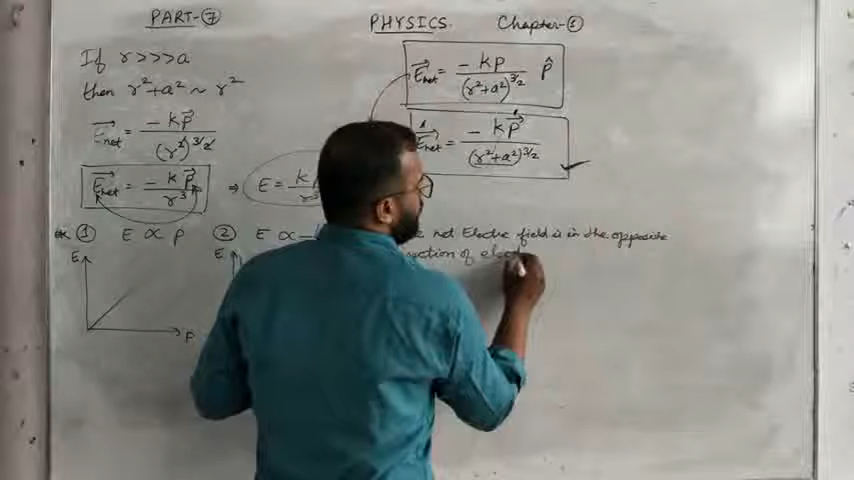 PART-⑦
PHYSICS. Chapter-①
If r>>>a
then r²+a² ~ r²
E⃗net = -kp⃗ / (r²)^3/2
E⃗net = -kp⃗ / r³
⇒ E = k
E⃗net = -kp / (r²+a²)^3/2 p̂
E⃗net = -kp⃗ / (r²+a²)^3/2
① E ∝ p
② E ∝
net Electric field is in the opposite
of elect
E
p
E